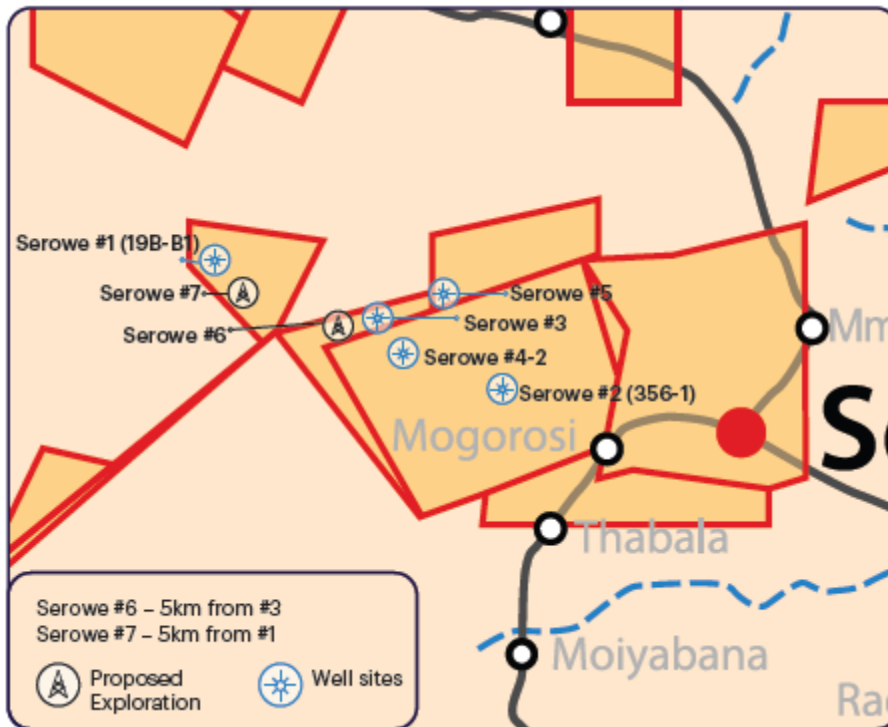 Serowe #1 (19B-B1)
Serowe #7
Serowe #5
Serowe #6
Serowe #3
Serowe #4-2
Serowe #2 (356-1)
Mogorosi
Thabala
Moiyabana
Serowe #6 – 5km from #3
Serowe #7 – 5km from #1
Proposed
Exploration
Well sites